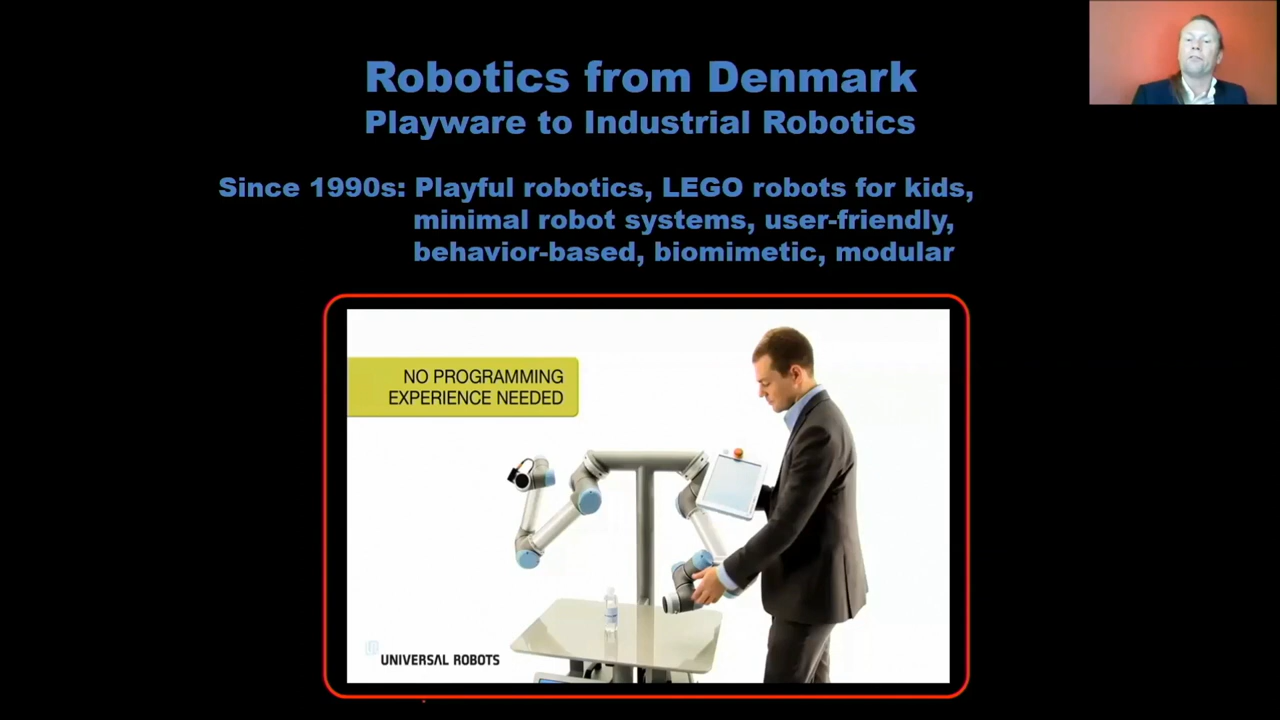 Robotics from Denmark
Playware to Industrial Robotics
Since 1990s: Playful robotics, LEGO robots for kids,
minimal robot systems, user-friendly,
behavior-based, biomimetic, modular
NO PROGRAMMING
EXPERIENCE NEEDED
UNIVERSAL ROBOTS